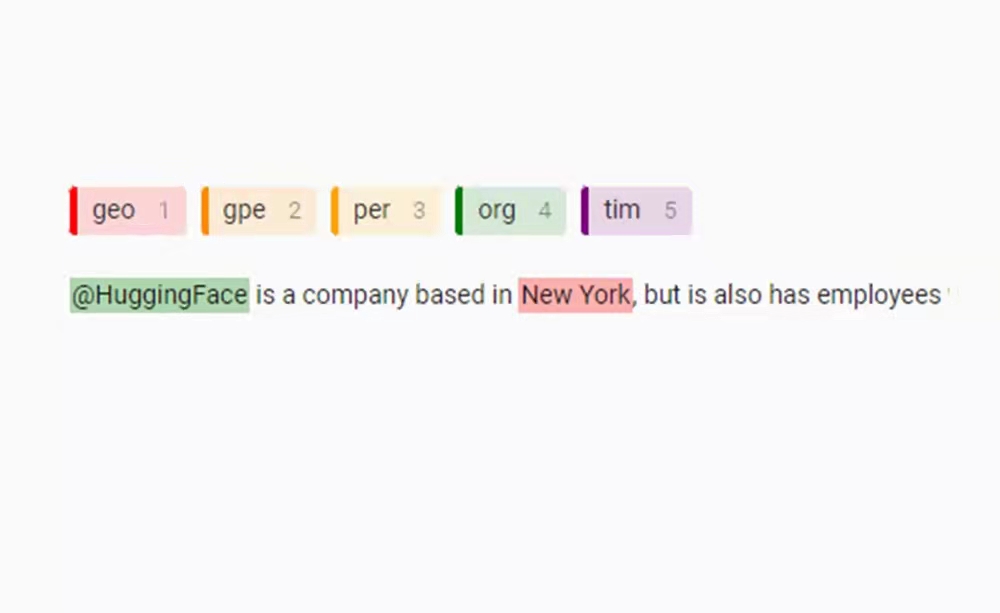 geo 1 gpe 2 per 3 org 4 tim 5
@HuggingFace is a company based in New York, but is also has employees